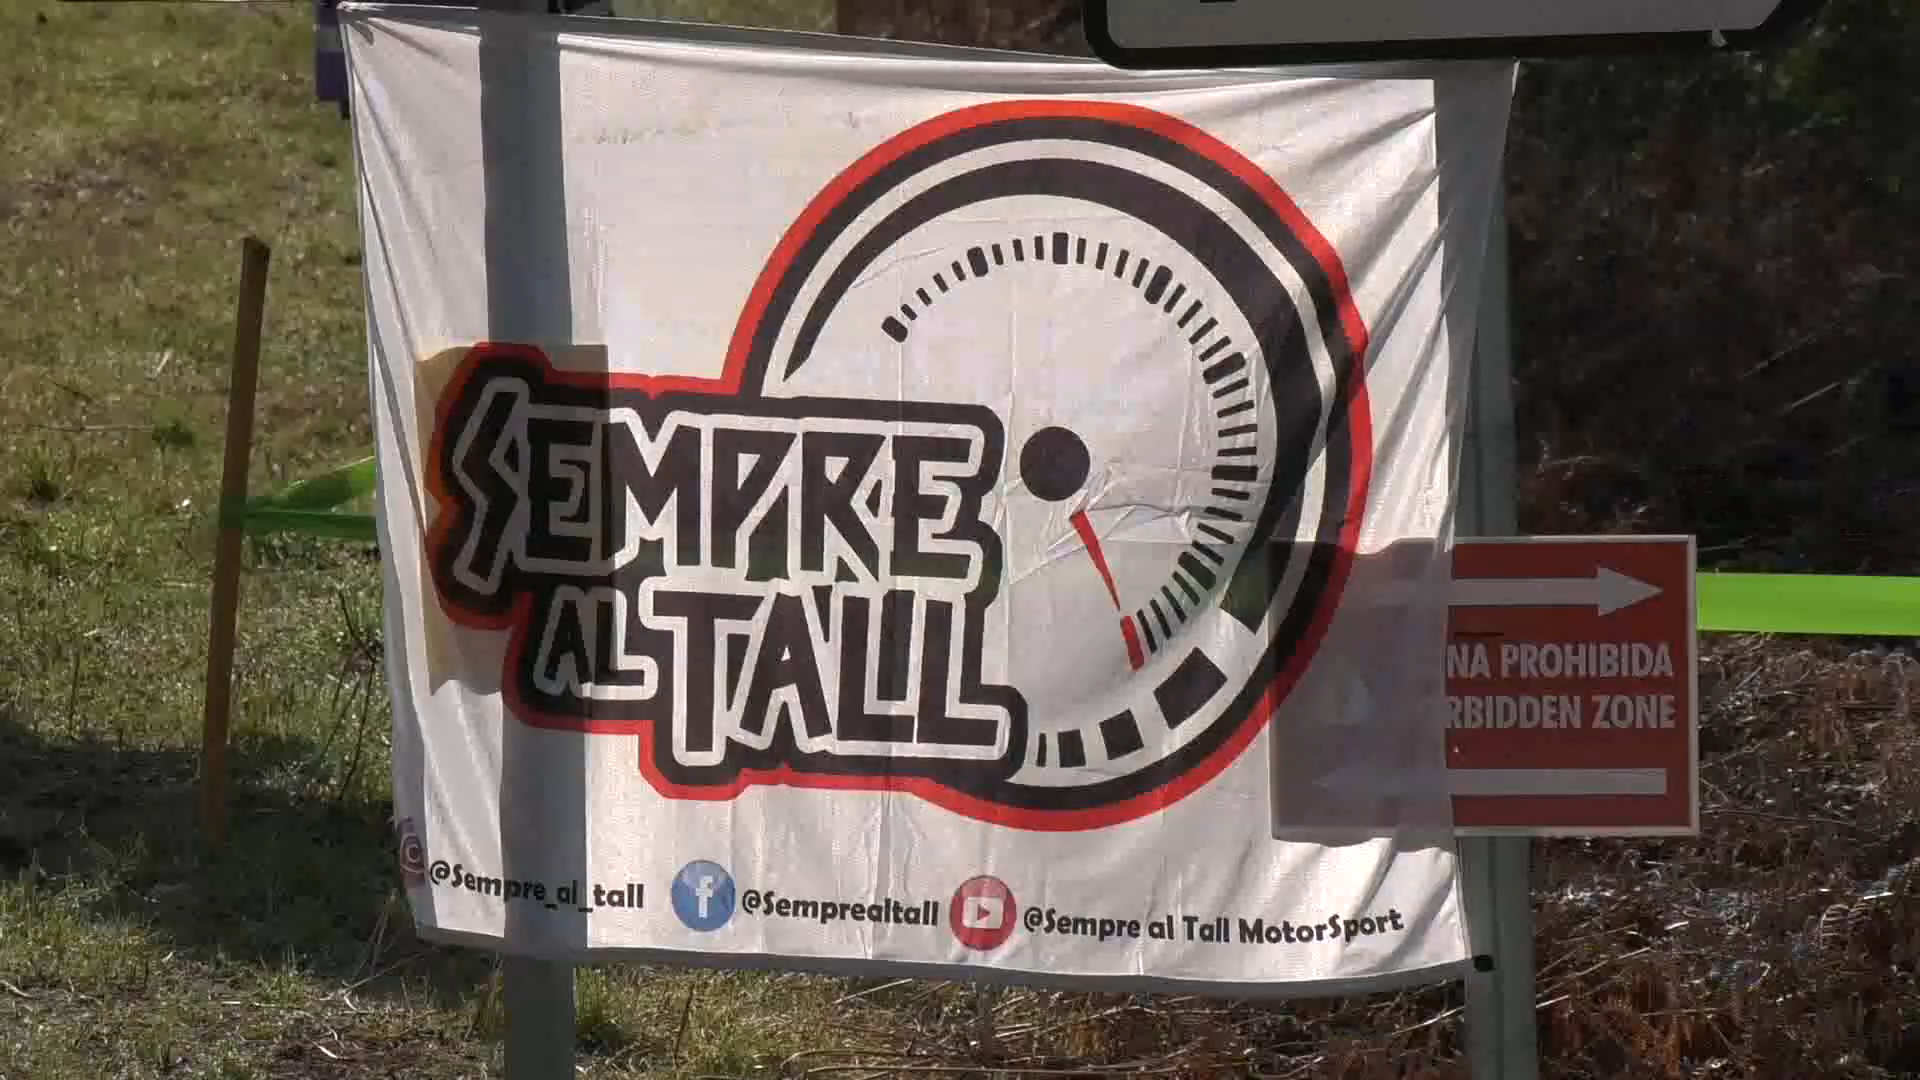 SEMPRE
AL TALL
NA PROHIBIDA
RBIDDEN ZONE
@Sempre_al_tall @Semprealtall @Sempre al Tall MotorSport